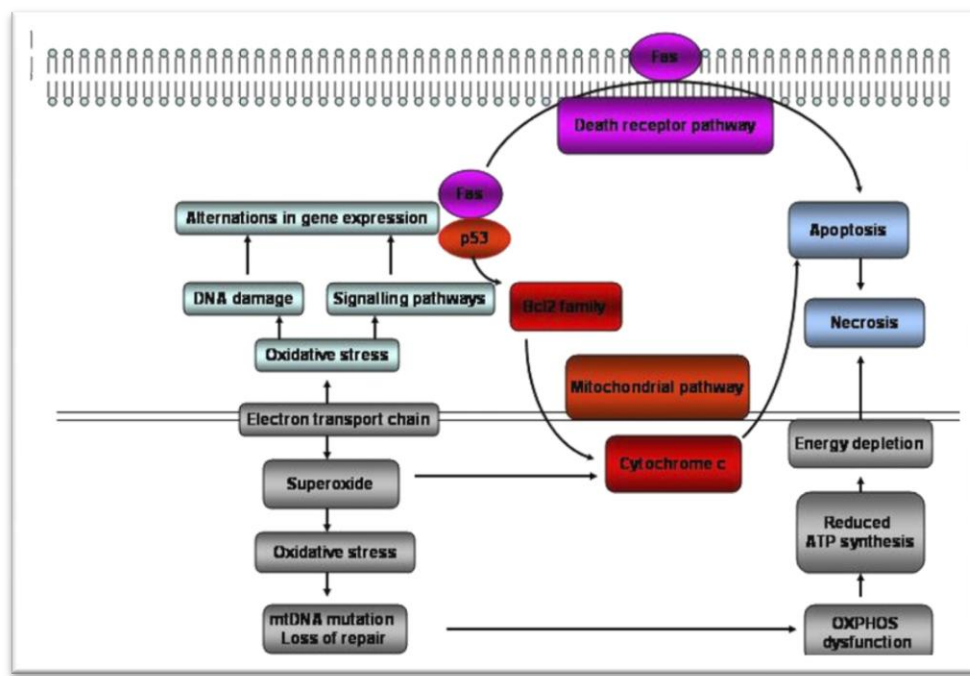 Fas
Death receptor pathway
Fas
Alternations in gene expression
p53
Apoptosis
DNA damage
Signalling pathways
Bcl2 family
Necrosis
Oxidative stress
Mitochondrial pathway
Electron transport chain
Energy depletion
Cytochrome c
Superoxide
Reduced
ATP synthesis
Oxidative stress
mtDNA mutation
Loss of repair
OXPHOS
dysfunction